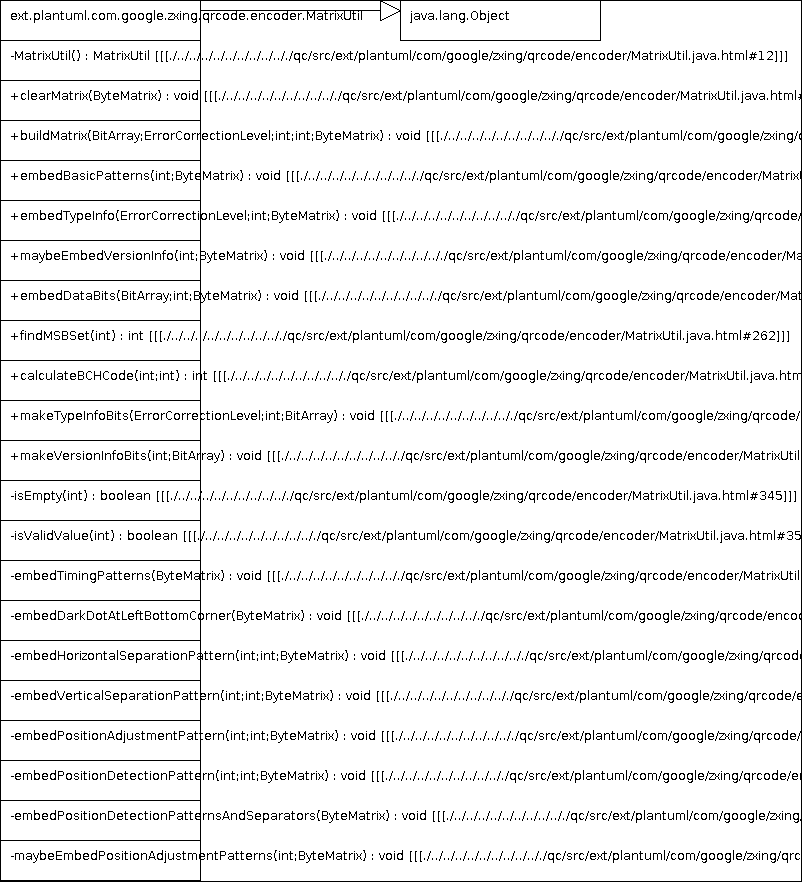 ext.plantuml.com.google.zxing.qrcode.encoder.MatrixUtil
java.lang.Object
-MatrixUtil() : MatrixUtil [[[./../../../../../../../../../../qc/src/ext/plantuml/com/google/zxing/qrcode/encoder/MatrixUtil.java.html#12]]]
+clearMatrix(ByteMatrix) : void [[[./../../../../../../../../../../qc/src/ext/plantuml/com/google/zxing/qrcode/encoder/MatrixUtil.java.html#
+buildMatrix(BitArray;ErrorCorrectionLevel;int;int;ByteMatrix) : void [[[./../../../../../../../../../../qc/src/ext/plantuml/com/google/zxing/q
+embedBasicPatterns(int;ByteMatrix) : void [[[./../../../../../../../../../../qc/src/ext/plantuml/com/google/zxing/qrcode/encoder/MatrixU
+embedTypeInfo(ErrorCorrectionLevel;int;ByteMatrix) : void [[[./../../../../../../../../../../qc/src/ext/plantuml/com/google/zxing/qrcode/
+maybeEmbedVersionInfo(int;ByteMatrix) : void [[[./../../../../../../../../../../qc/src/ext/plantuml/com/google/zxing/qrcode/encoder/Ma
+embedDataBits(BitArray;int;ByteMatrix) : void [[[./../../../../../../../../../../qc/src/ext/plantuml/com/google/zxing/qrcode/encoder/Mat
+findMSBSet(int) : int [[[./../../../../../../../../../../qc/src/ext/plantuml/com/google/zxing/qrcode/encoder/MatrixUtil.java.html#262]]]
+calculateBCHCode(int;int) : int [[[./../../../../../../../../../../qc/src/ext/plantuml/com/google/zxing/qrcode/encoder/MatrixUtil.java.htm
+makeTypeInfoBits(ErrorCorrectionLevel;int;BitArray) : void [[[./../../../../../../../../../../qc/src/ext/plantuml/com/google/zxing/qrcode/
+makeVersionInfoBits(int;BitArray) : void [[[./../../../../../../../../../../qc/src/ext/plantuml/com/google/zxing/qrcode/encoder/MatrixUtil
-isEmpty(int) : boolean [[[./../../../../../../../../../../qc/src/ext/plantuml/com/google/zxing/qrcode/encoder/MatrixUtil.java.html#345]]]
-isValidValue(int) : boolean [[[./../../../../../../../../../../qc/src/ext/plantuml/com/google/zxing/qrcode/encoder/MatrixUtil.java.html#35
-embedTimingPatterns(ByteMatrix) : void [[[./../../../../../../../../../../qc/src/ext/plantuml/com/google/zxing/qrcode/encoder/MatrixUtil
-embedDarkDotAtLeftBottomCorner(ByteMatrix) : void [[[./../../../../../../../../../../qc/src/ext/plantuml/com/google/zxing/qrcode/enco
-embedHorizontalSeparationPattern(int;int;ByteMatrix) : void [[[./../../../../../../../../../../qc/src/ext/plantuml/com/google/zxing/qrcode
-embedVerticalSeparationPattern(int;int;ByteMatrix) : void [[[./../../../../../../../../../../qc/src/ext/plantuml/com/google/zxing/qrcode/e
-embedPositionAdjustmentPattern(int;int;ByteMatrix) : void [[[./../../../../../../../../../../qc/src/ext/plantuml/com/google/zxing/qrcode/
-embedPositionDetectionPattern(int;int;ByteMatrix) : void [[[./../../../../../../../../../../qc/src/ext/plantuml/com/google/zxing/qrcode/en
-embedPositionDetectionPatternsAndSeparators(ByteMatrix) : void [[[./../../../../../../../../../../qc/src/ext/plantuml/com/google/zxing,
-maybeEmbedPositionAdjustmentPatterns(int;ByteMatrix) : void [[[./../../../../../../../../../../qc/src/ext/plantuml/com/google/zxing/qrc